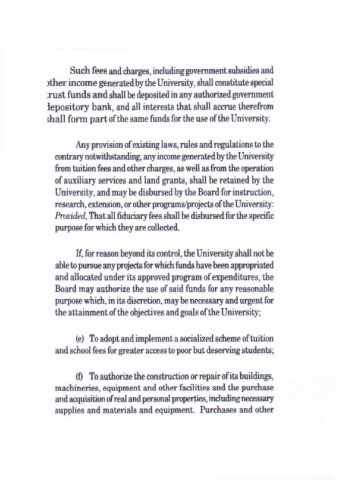 Such fees and charges, including government subsidies and
other income generated by the University, shall constitute special
trust funds and shall be deposited in any authorized government
depository bank, and all interests that shall accrue therefrom
shall form part of the same funds for the use of the University.
Any provision of existing laws, rules and regulations to the
contrary notwithstanding, any income generated by the University
from tuition fees and other charges, as well as from the operation
of auxiliary services and land grants, shall be retained by the
University, and may be disbursed by the Board for instruction,
research, extension, or other programs/projects of the University:
Provided, That all fiduciary fees shall be disbursed for the specific
purpose for which they are collected.
If, for reason beyond its control, the University shall not be
able to pursue any projects for which funds have been appropriated
and allocated under its approved program of expenditures, the
Board may authorize the use of said funds for any reasonable
purpose which, in its discretion, may be necessary and urgent for
the attainment of the objectives and goals of the University;
(e) To adopt and implement a socialized scheme of tuition
and school fees for greater access to poor but deserving students;
(f) To authorize the construction or repair of its buildings,
machineries, equipment and other facilities and the purchase
and acquisition of real and personal properties, including necessary
supplies and materials and equipment. Purchases and other